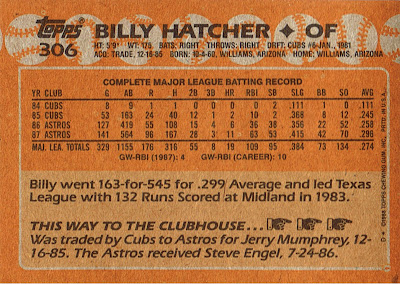 Topps BILLY HATCHER ♦ OF
306 HT: 5'9" WT: 175 BATS: RIGHT THROWS: RIGHT DRFT: CUBS #6-JAN., 1981
ACQ: TRADE, 12-16-85 BORN: 10-4-60, WILLIAMS, ARIZONA HOME: WILLIAMS, ARIZONA
COMPLETE MAJOR LEAGUE BATTING RECORD
YR CLUB G AB R H 2B 3B HR RBI SB SLG BB SO AVG
84 CUBS 8 9 1 1 0 0 0 0 2 .111 1 0 .111
85 CUBS 53 163 24 40 12 1 2 10 2 .368 8 12 .245
86 ASTROS 127 419 55 108 15 4 6 36 38 .356 22 52 .258
87 ASTROS 141 564 96 167 28 3 11 63 53 .415 42 70 .296
MAJ. LEA. TOTALS 329 1155 176 316 55 8 19 109 95 .384 73 134 .274
GW-RBI (1987): 4 GW-RBI (CAREER): 10
Billy went 163-for-545 for .299 Average and led Texas
League with 132 Runs Scored at Midland in 1983.
THIS WAY TO THE CLUBHOUSE . . .
Was traded by Cubs to Astros for Jerry Mumphrey, 12-
16-85. The Astros received Steve Engel, 7-24-86.
D* ©1988 TOPPS CHEWING GUM, INC. PRTD. IN U.S.A.